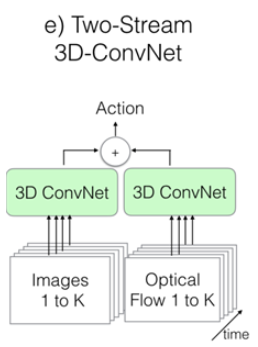 e) Two-Stream
3D-ConvNet
Action
+
3D ConvNet
3D ConvNet
Images
1 to K
Optical
Flow 1 to K
time